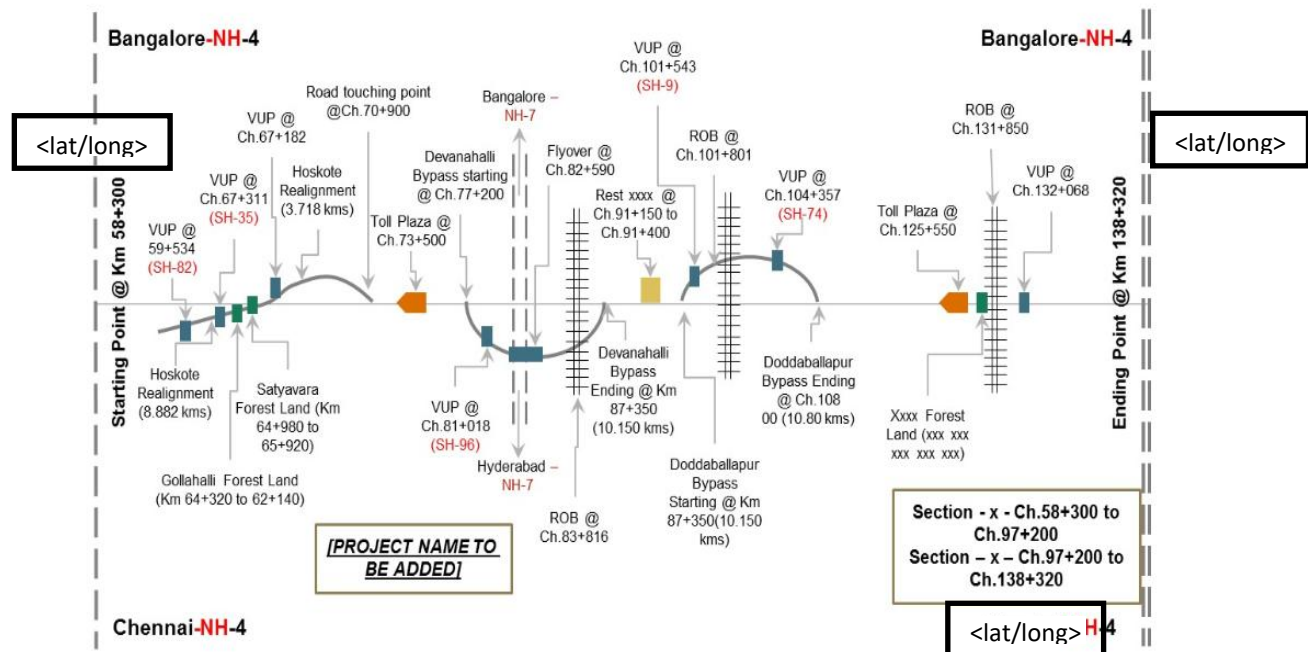 Bangalore-NH-4
Bangalore-NH-4
<lat/long>
<lat/long>
Starting Point @ Km 58+300
Ending Point @ Km 138+320
VUP @
59+534
(SH-82)
VUP @
Ch.67+311
(SH-35)
VUP @
Ch.67+182
Hoskote
Realignment
(3.718 kms)
Road touching point
@Ch.70+900
Toll Plaza @
Ch.73+500
Devanahalli
Bypass starting
@ Ch.77+200
Bangalore –
NH-7
Flyover @
Ch.82+590
Rest xxxx @
Ch.91+150 to
Ch.91+400
VUP @
Ch.101+543
(SH-9)
ROB @
Ch.101+801
VUP @
Ch.104+357
(SH-74)
Toll Plaza @
Ch.125+550
ROB @
Ch.131+850
VUP @
Ch.132+068
Hoskote
Realignment
(8.882 kms)
Gollahalli Forest Land
(Km 64+320 to 62+140)
Satyavara
Forest Land (Km
64+980 to
65+920)
VUP @
Ch.81+018
(SH-96)
Hyderabad –
NH-7
ROB @
Ch.83+816
Devanahalli
Bypass
Ending @ Km
87+350
(10.150 kms)
Doddaballapur
Bypass
Starting @ Km
87+350(10.150
kms)
Doddaballapur
Bypass Ending
@ Ch.108
00 (10.80 kms)
Xxxx Forest
Land (xxx xxx
xxx xxx xxx)
[PROJECT NAME TO
BE ADDED]
Section - x - Ch.58+300 to
Ch.97+200
Section – x – Ch.97+200 to
Ch.138+320
Chennai-NH-4
<lat/long>
H-4